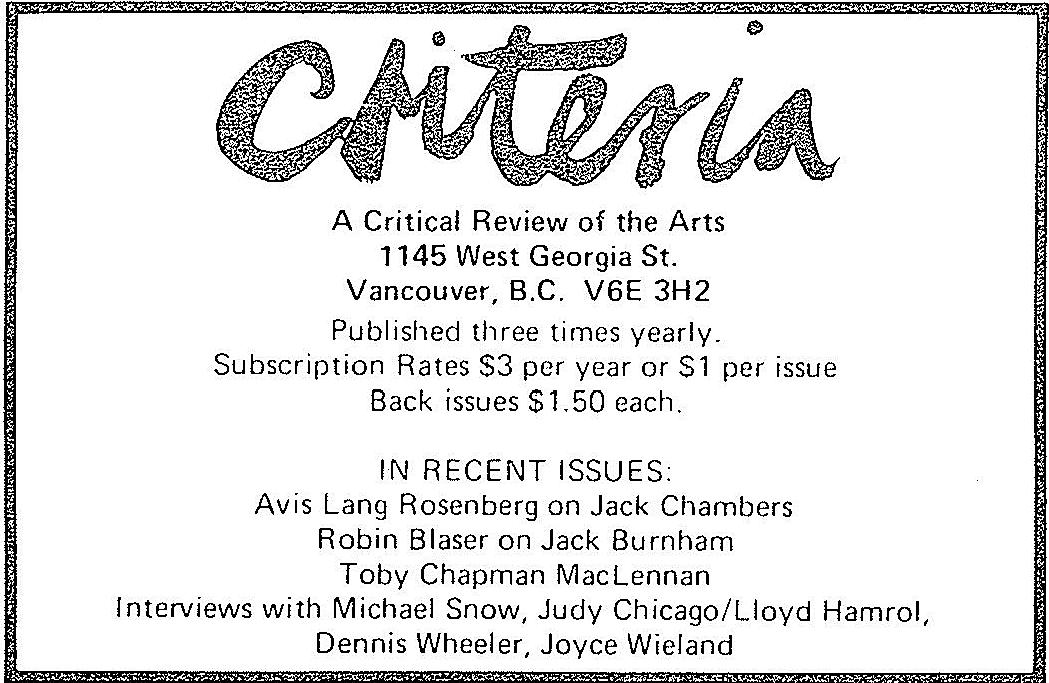 Criteria
A Critical Review of the Arts
1145 West Georgia St.
Vancouver, B.C. V6E 3H2
Published three times yearly.
Subscription Rates $3 per year or $1 per issue
Back issues $1.50 each.
IN RECENT ISSUES:
Avis Lang Rosenberg on Jack Chambers
Robin Blaser on Jack Burnham
Toby Chapman MacLennan
Interviews with Michael Snow, Judy Chicago/Lloyd Hamrol,
Dennis Wheeler, Joyce Wieland